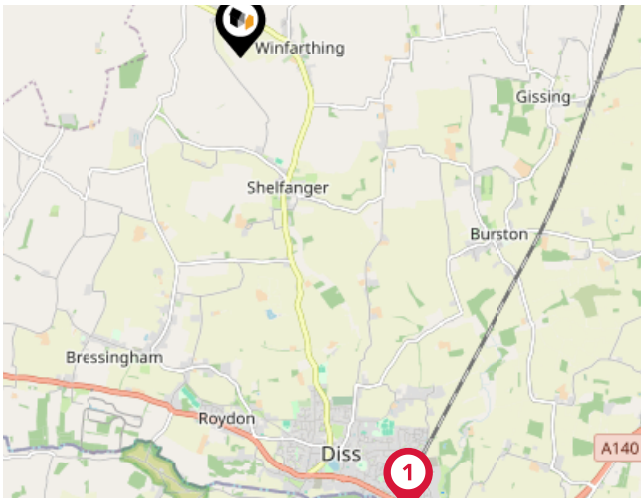 Winfarthing
Gissing
Shelfanger
Burston
Bressingham
Roydon
A140
Diss
1